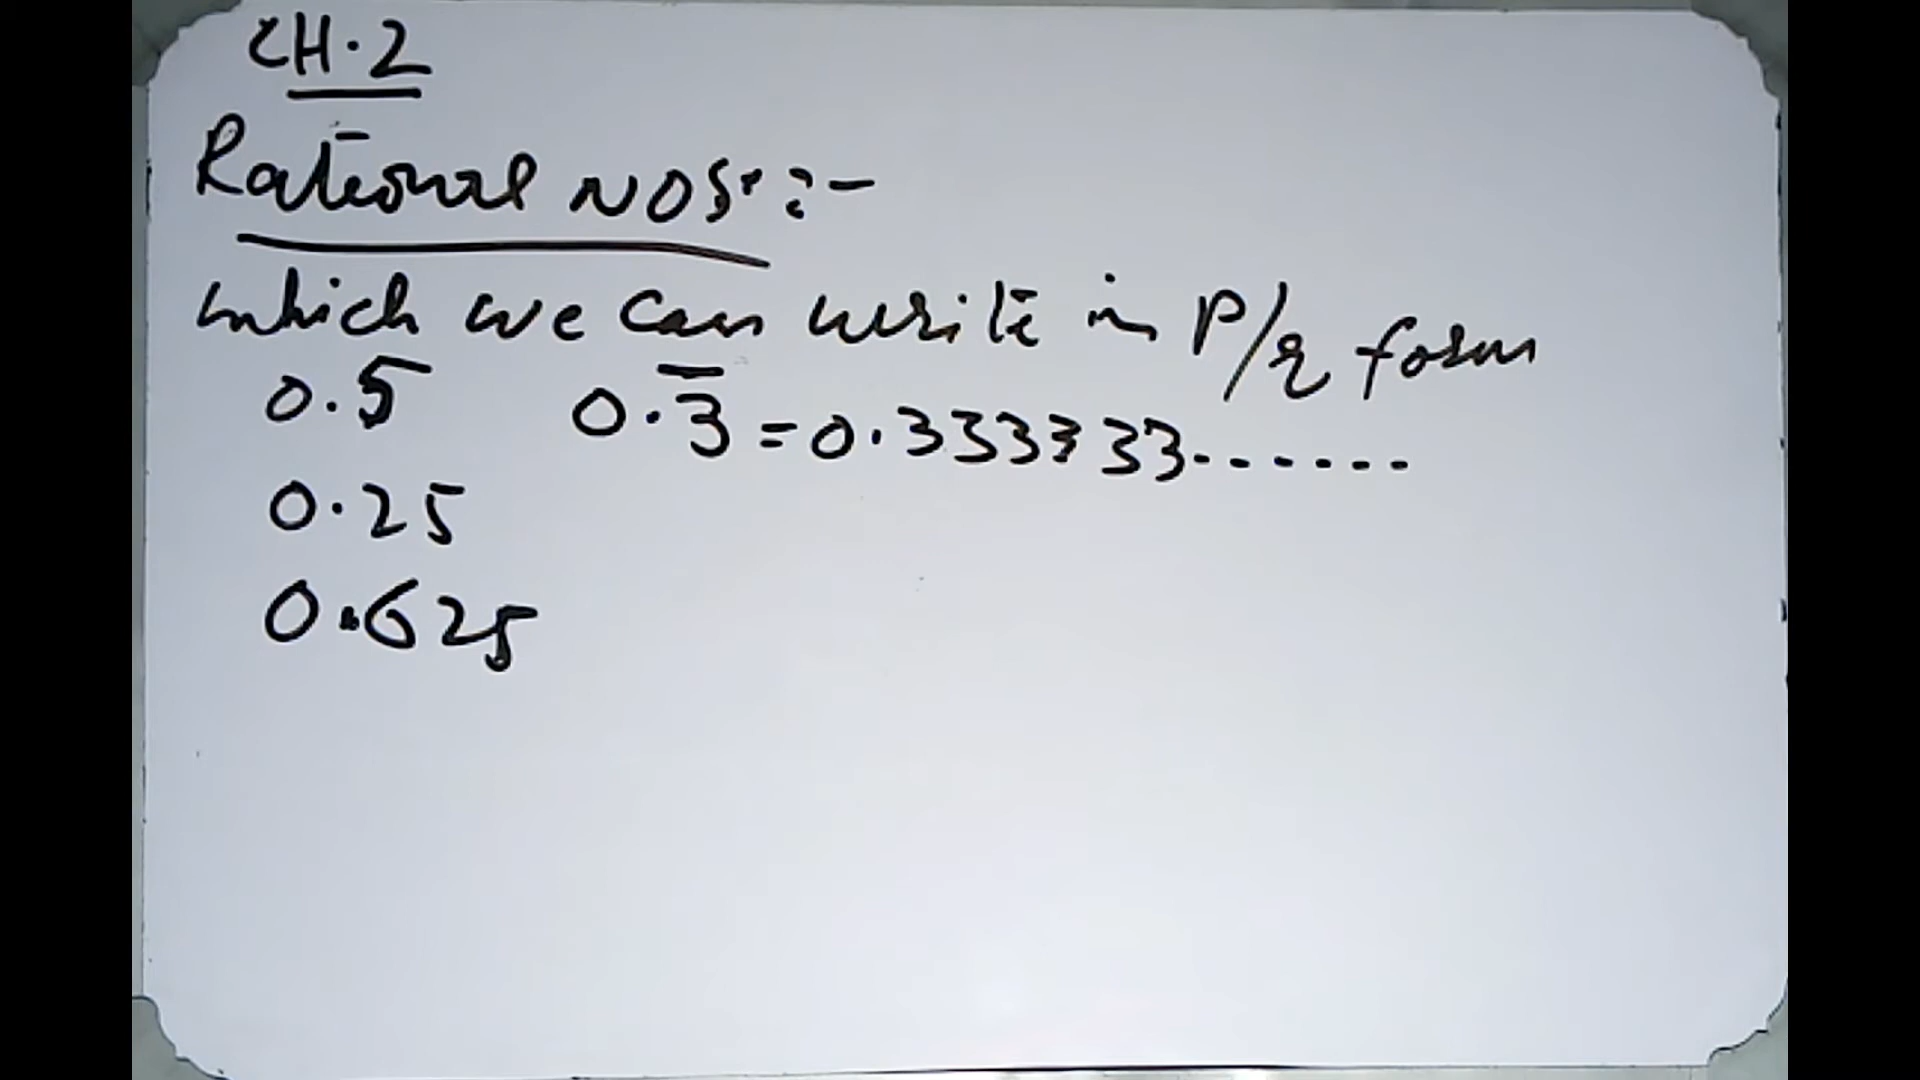 CH.2
Rational NOS. :-
which we can write in P/q form
0.5 0.3̅ = 0.333333.......
0.25
0.625